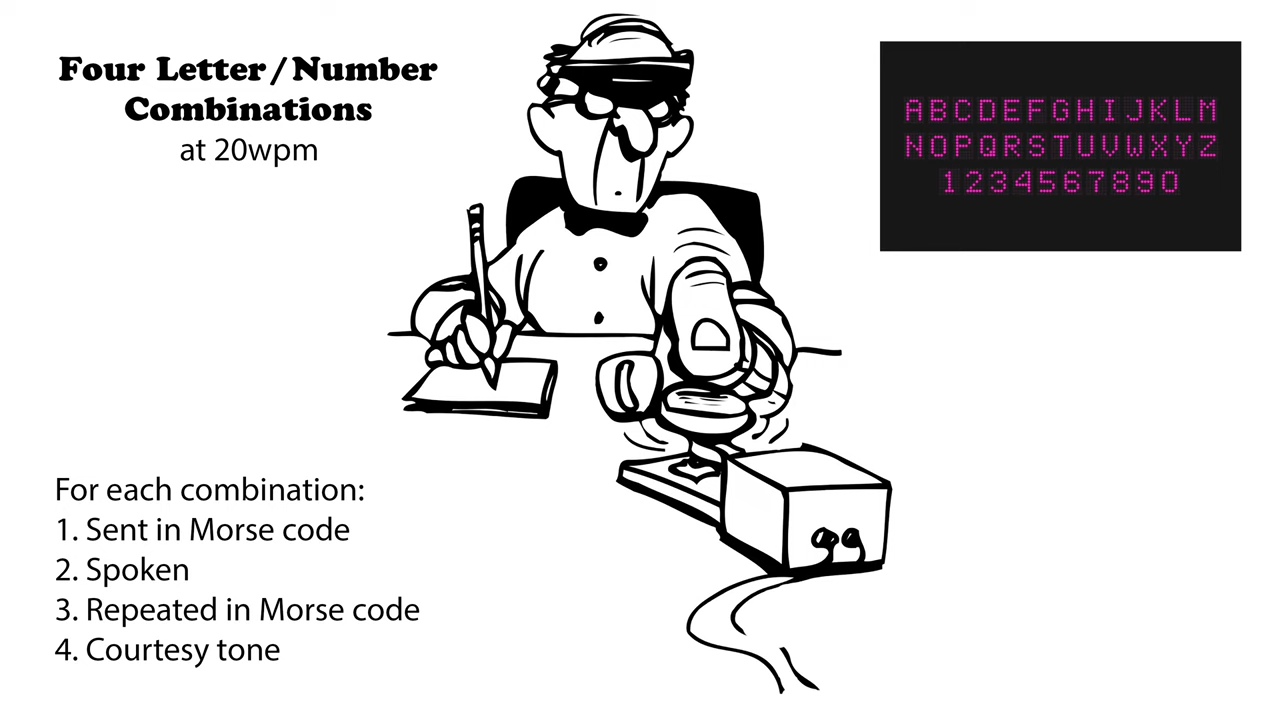 Four Letter/Number
Combinations
at 20wpm
ABCDEFGHIJKLM
NOPQRSTUVWXYZ
1234567890
For each combination:
1. Sent in Morse code
2. Spoken
3. Repeated in Morse code
4. Courtesy tone